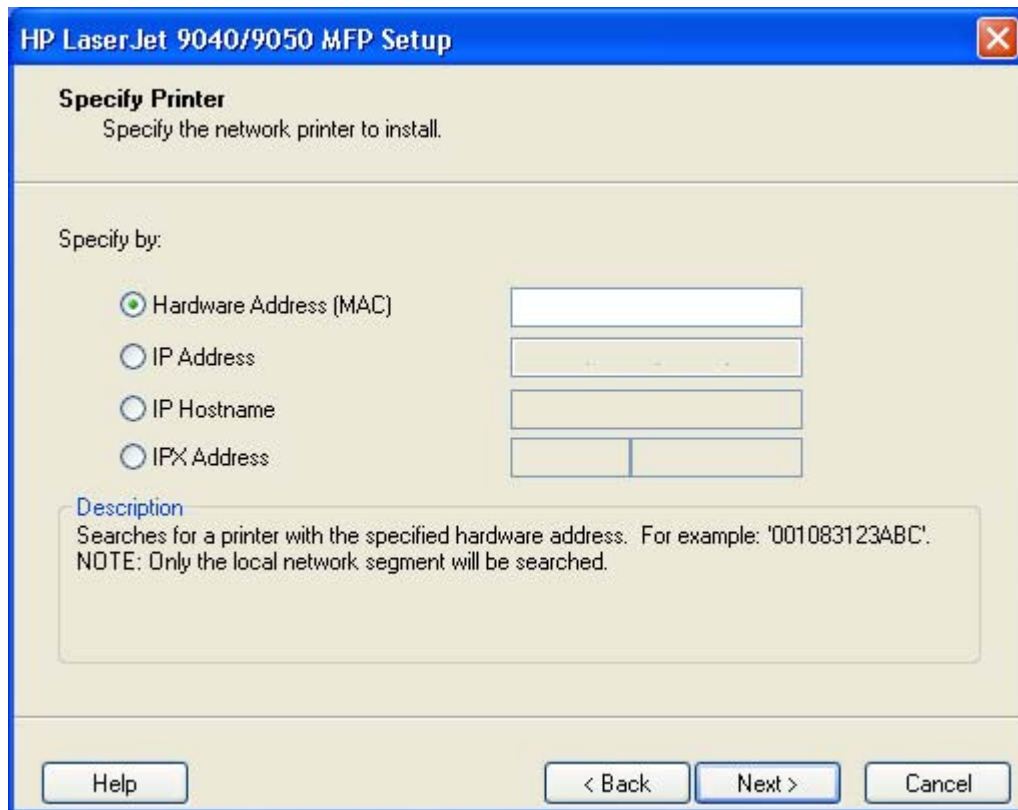 HP LaserJet 9040/9050 MFP Setup
Specify Printer
Specify the network printer to install.
Specify by:
Hardware Address (MAC)
IP Address
IP Hostname
IPX Address
Description
Searches for a printer with the specified hardware address.  For example: '001083123ABC'.
NOTE: Only the local network segment will be searched.
Help
< Back
Next >
Cancel